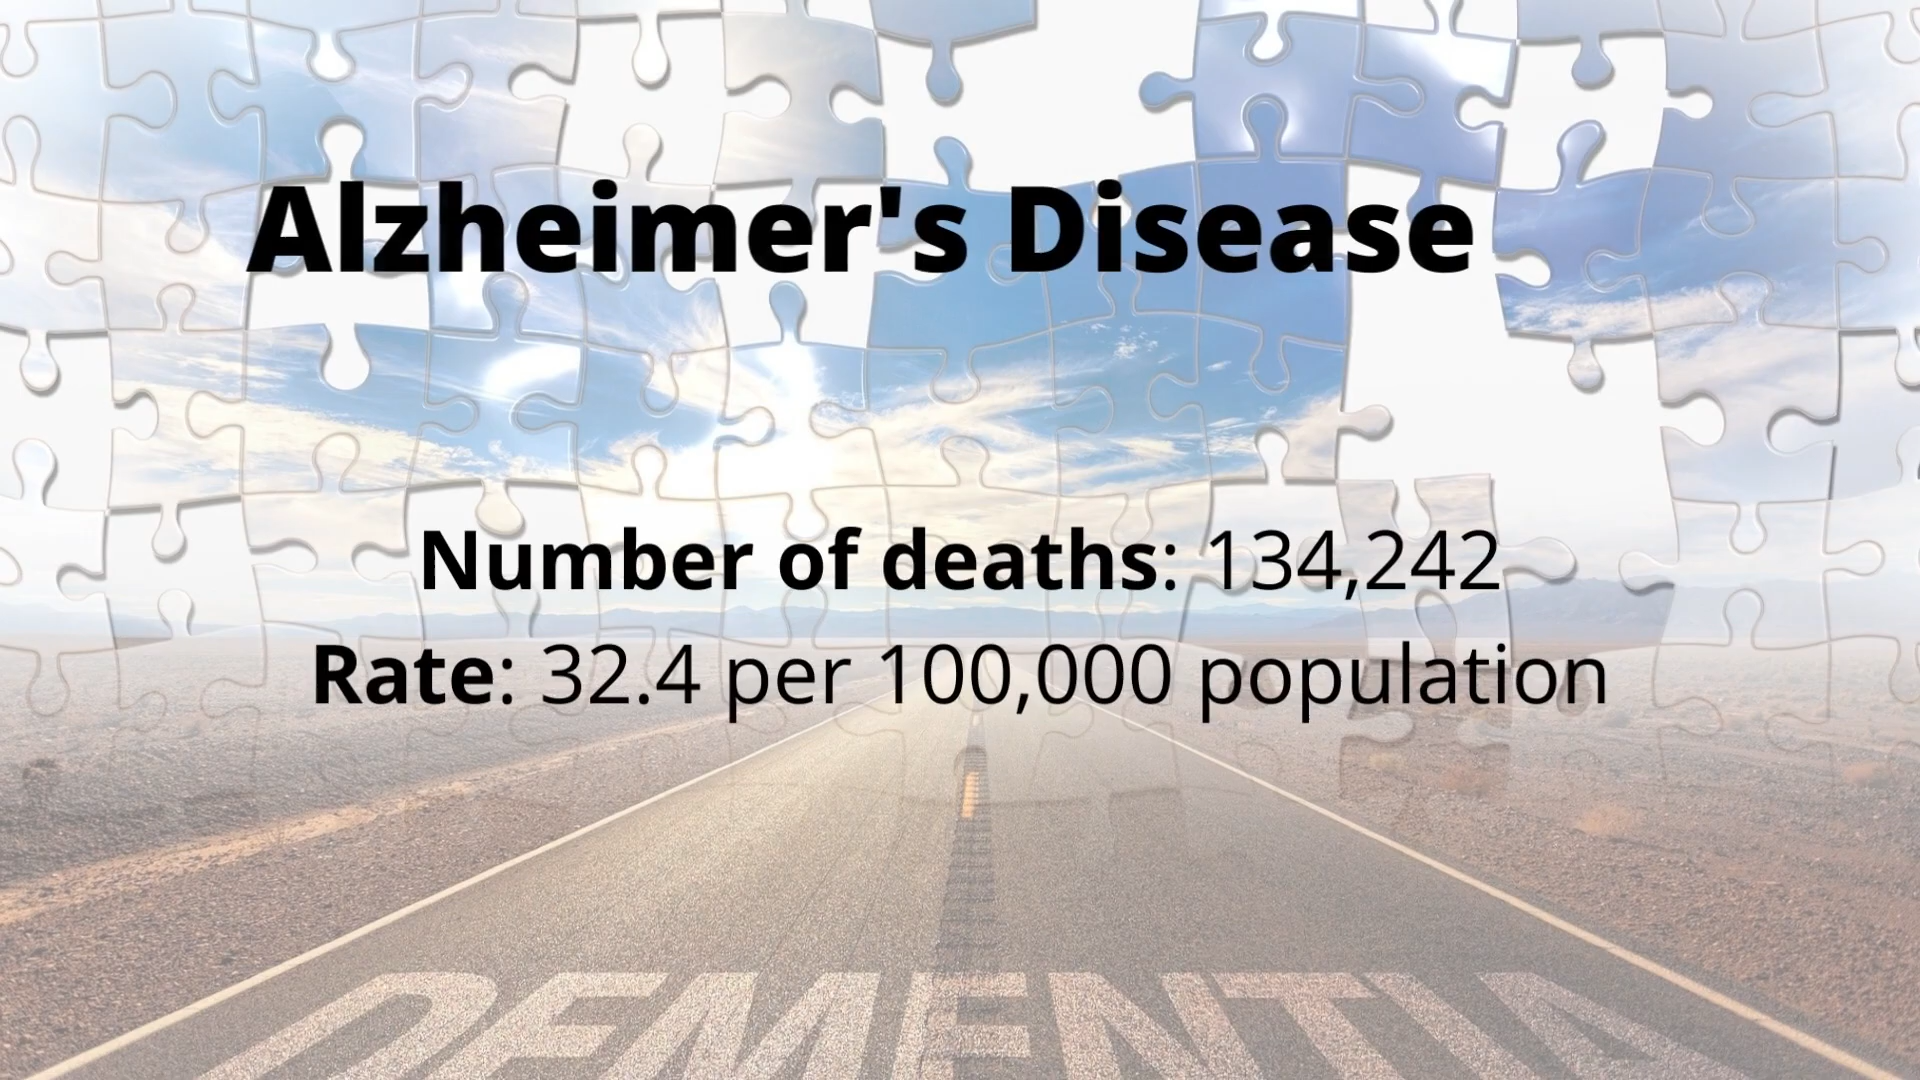 Alzheimer's Disease
Number of deaths: 134,242
Rate: 32.4 per 100,000 population
DEMENTIA